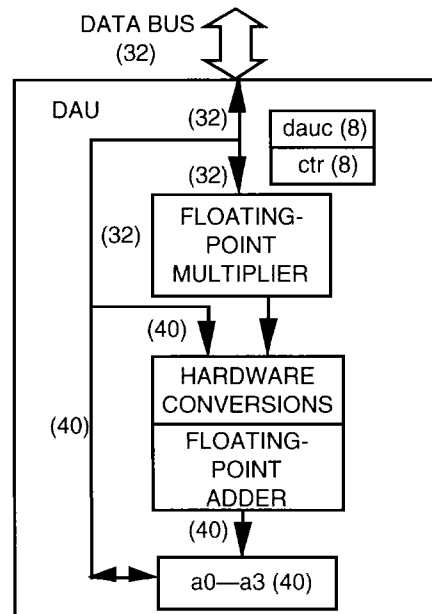 DATA BUS
(32)
DAU
(32)
dauc (8)
ctr (8)
(32)
FLOATING-
POINT
MULTIPLIER
(32)
(40)
HARDWARE
CONVERSIONS
(40)
FLOATING-
POINT
ADDER
(40)
a0—a3 (40)